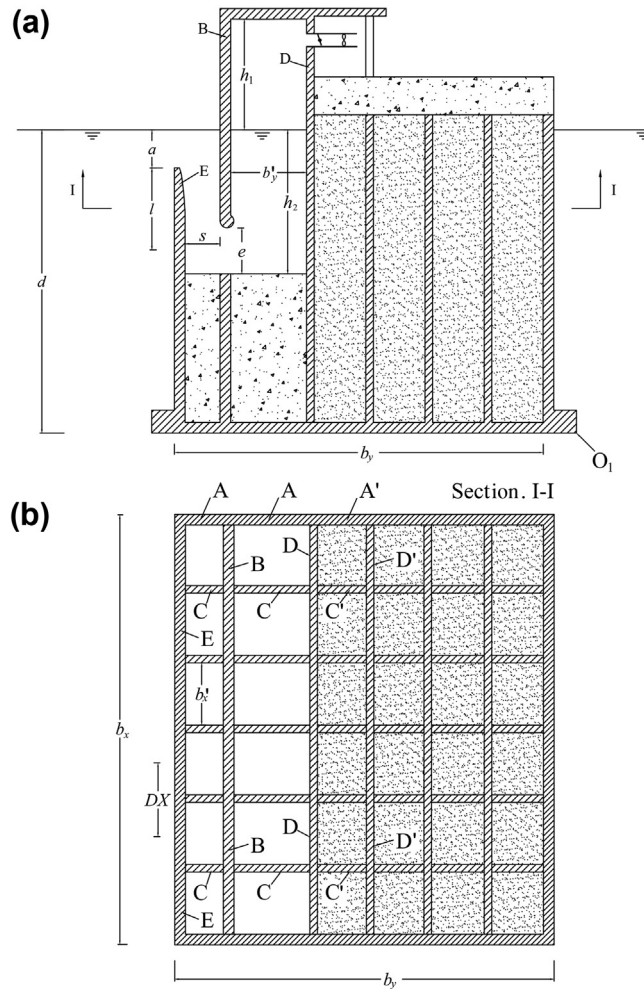 (a)
B
D
h₁
a
E
b'y
I
I
l
h₂
s
e
d
by
O₁
(b)
A
A
A'
Section. I-I
B
D
D'
C
C
C'
E
b'x
bx
DX
B
D
D'
C
C
C'
E
by